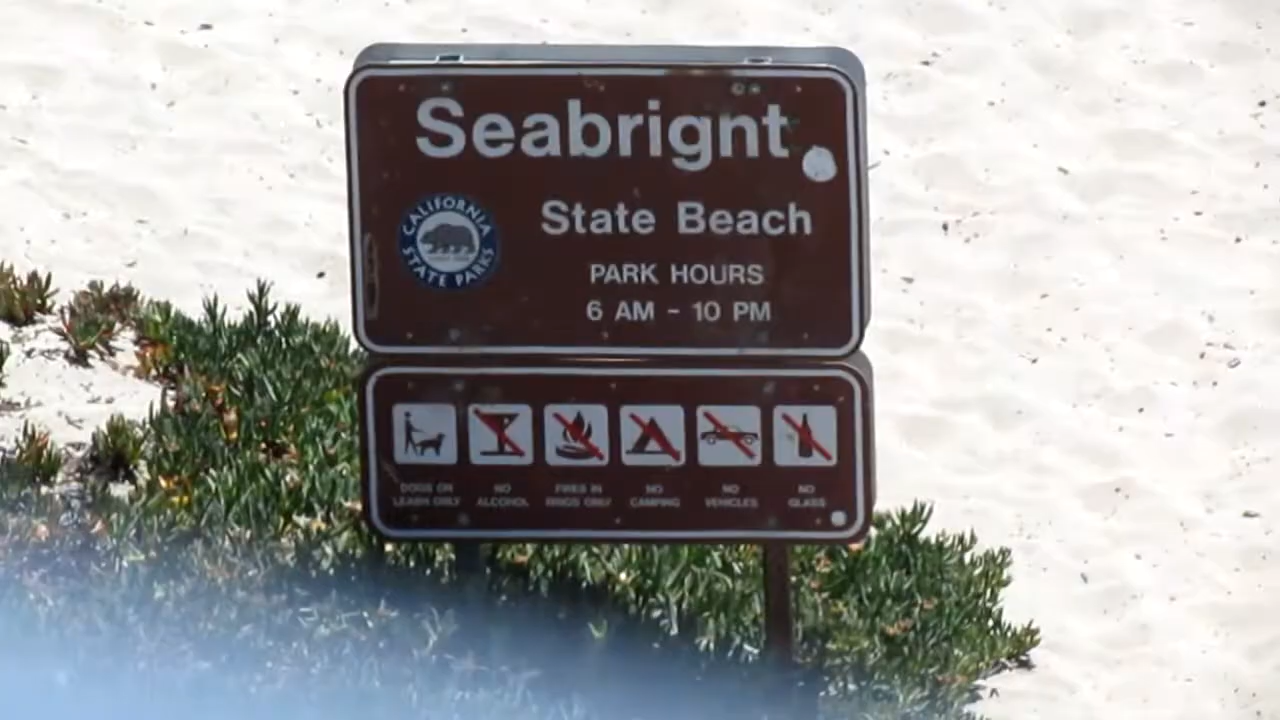 Seabrignt
CALIFORNIA
STATE PARKS
State Beach
PARK HOURS
6 AM - 10 PM
DOGS ON
LEASH ONLY
NO
ALCOHOL
FIRES IN
RINGS ONLY
NO
CAMPING
NO
VEHICLES
NO
GLASS